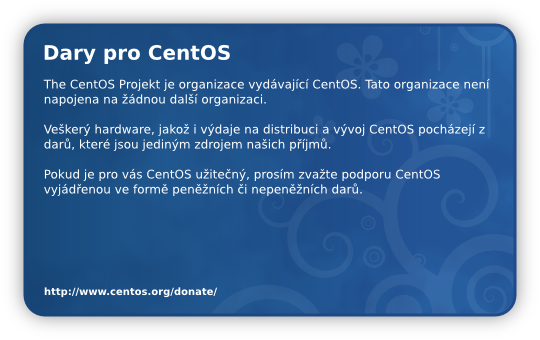 Dary pro CentOS
The CentOS Projekt je organizace vydávající CentOS. Tato organizace není
napojena na žádnou další organizaci.
Veškerý hardware, jakož i výdaje na distribuci a vývoj CentOS pocházejí z
darů, které jsou jediným zdrojem našich příjmů.
Pokud je pro vás CentOS užitečný, prosím zvažte podporu CentOS
vyjádřenou ve formě peněžních či nepeněžních darů.
http://www.centos.org/donate/